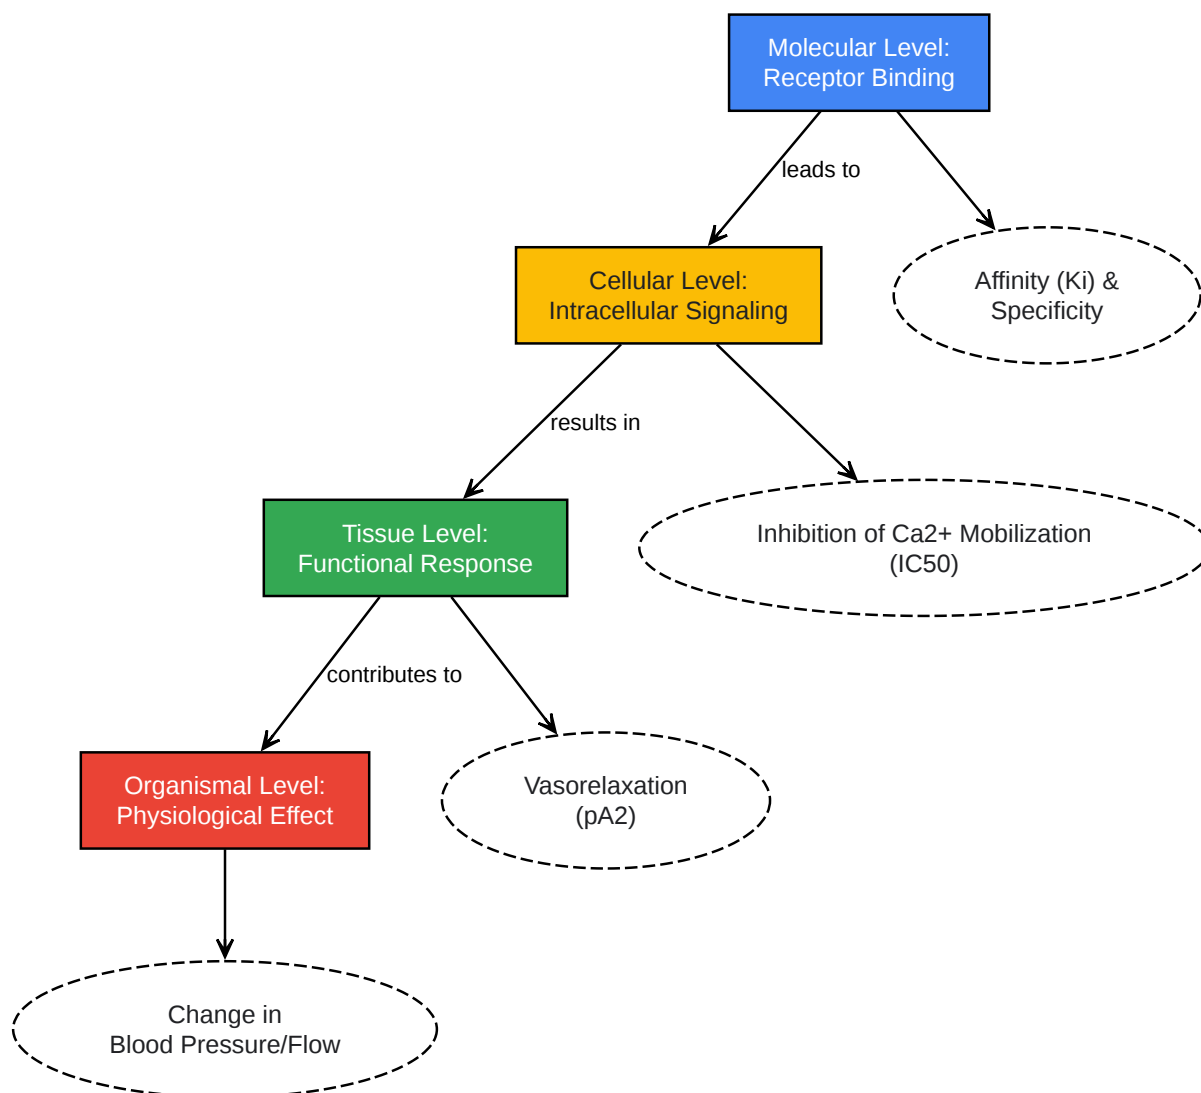 Molecular Level:
Receptor Binding
leads to
Cellular Level:
Intracellular Signaling
Affinity (Ki) &
Specificity
results in
Tissue Level:
Functional Response
Inhibition of Ca2+ Mobilization
(IC50)
contributes to
Organismal Level:
Physiological Effect
Vasorelaxation
(pA2)
Change in
Blood Pressure/Flow